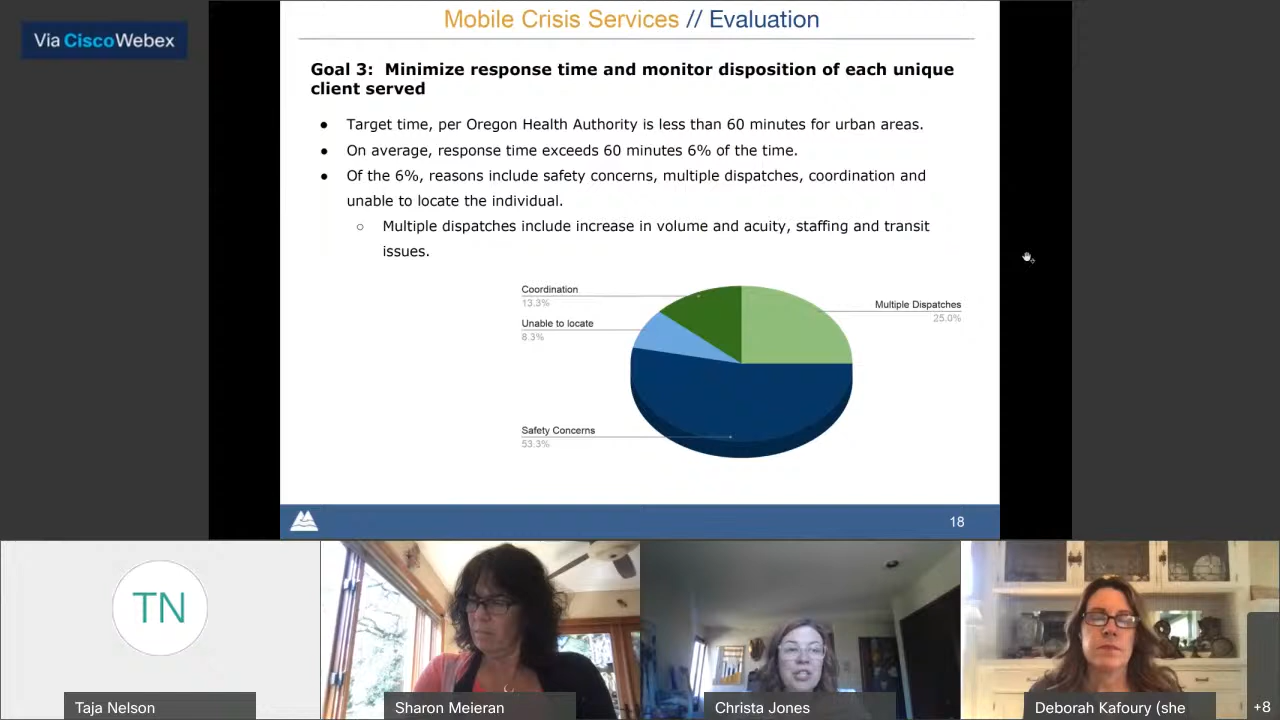 Via CiscoWebex
Mobile Crisis Services // Evaluation
Goal 3: Minimize response time and monitor disposition of each unique
client served
● Target time, per Oregon Health Authority is less than 60 minutes for urban areas.
● On average, response time exceeds 60 minutes 6% of the time.
● Of the 6%, reasons include safety concerns, multiple dispatches, coordination and
unable to locate the individual.
○ Multiple dispatches include increase in volume and acuity, staffing and transit
issues.
Coordination
13.3%
Unable to locate
8.3%
Multiple Dispatches
25.0%
Safety Concerns
53.3%
18
TN
Taja Nelson
Sharon Meieran
Christa Jones
Deborah Kafoury (she
+8